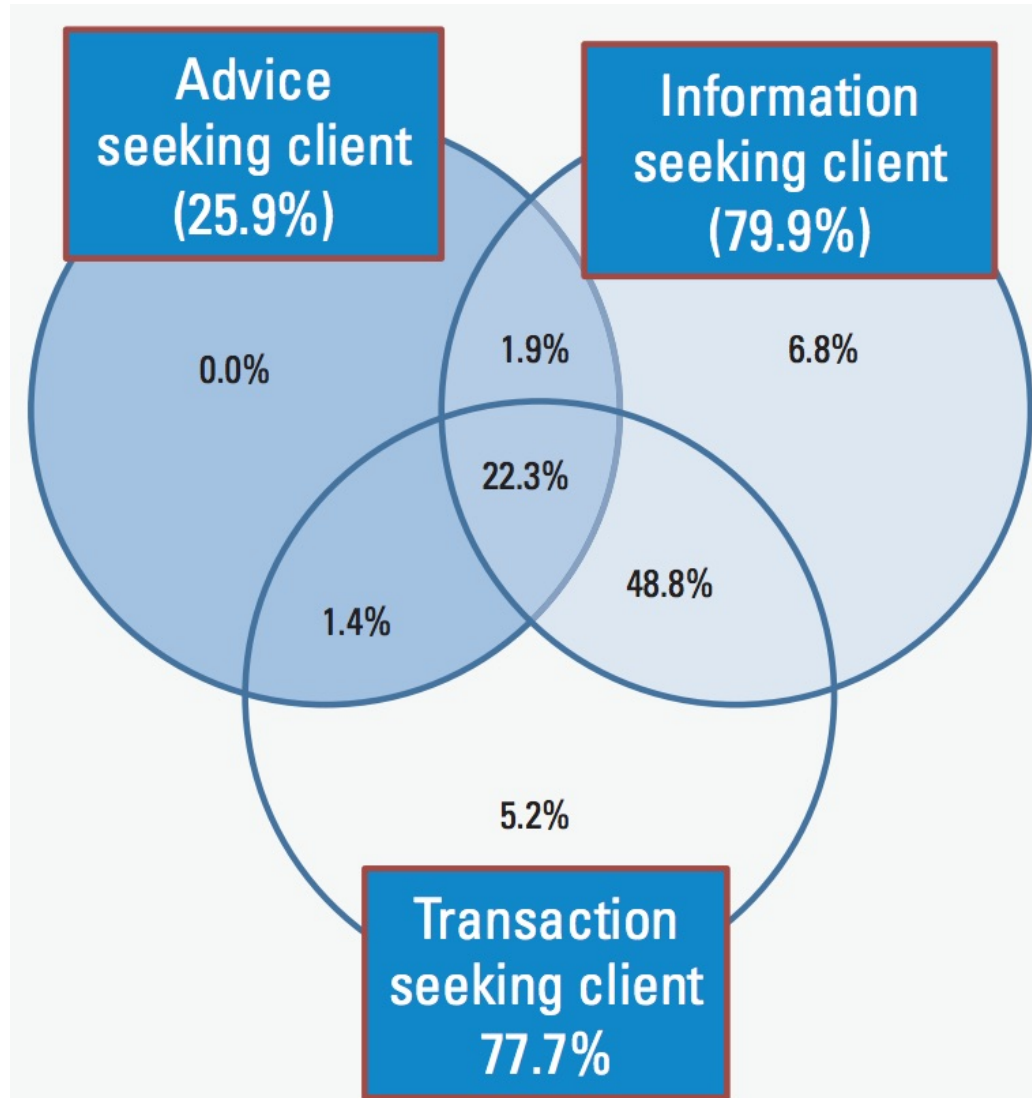 Advice
seeking client
(25.9%)
Information
seeking client
(79.9%)
0.0%
1.9%
6.8%
22.3%
1.4%
48.8%
5.2%
Transaction
seeking client
77.7%